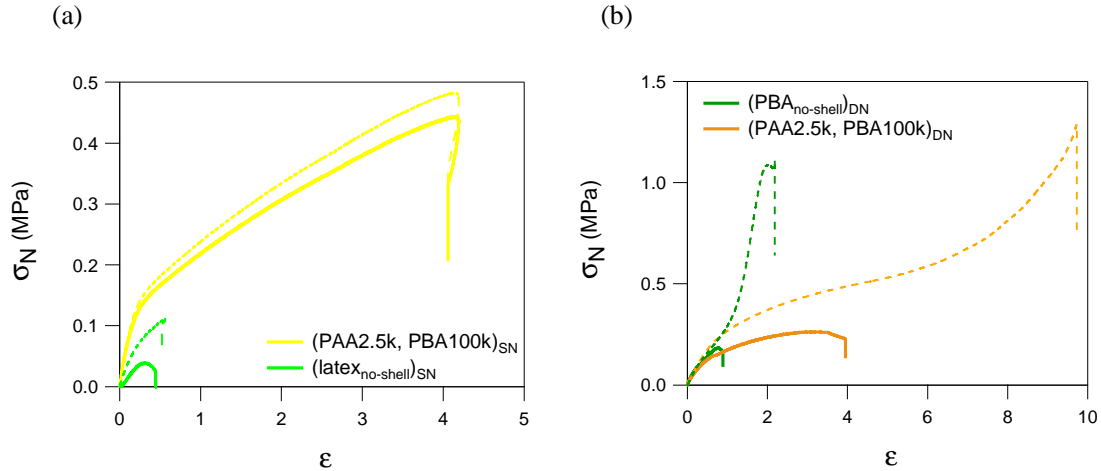 (a)
0.5
0.4
0.3
0.2
0.1
0.0
σN (MPa)
(PAA2.5k, PBA100k)SN
(latexno-shell)SN
0 1 2 3 4 5
ε
(b)
1.5
1.0
0.5
0.0
σN (MPa)
(PBAno-shell)DN
(PAA2.5k, PBA100k)DN
0 2 4 6 8 10
ε